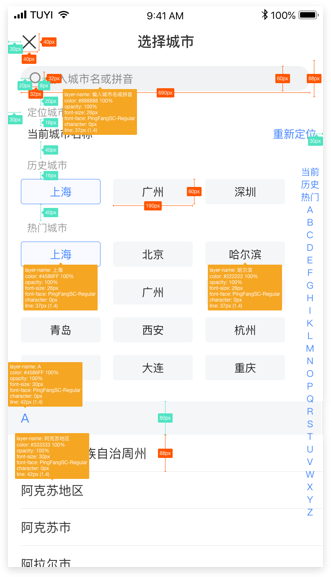 TUYI 9:41 AM 100%
选择城市
40px
30px
40px
32px
60px
88px
输入城市名或拼音
32px
590px
20px
30px
layer-name: 输入城市名或拼音
color: #868686 100%
opacity: 100%
font-size: 26px
font-face: PingFangSC-Regular
character: 0px
line: 37px (1.4)
定位城市
当前城市名称
重新定位
30px
40px
历史城市
16px
当前
历史
热门
上海 广州 深圳
60px
190px
40px
热门城市
16px
上海 北京 哈尔滨
layer-name: 上海
color: #4586FF 100%
opacity: 100%
font-size: 26px
font-face: PingFangSC-Regular
character: 0px
line: 37px (1.4)
layer-name: 哈尔滨
color: #333333 100%
opacity: 100%
font-size: 26px
font-face: PingFangSC-Regular
character: 0px
line: 37px (1.4)
广州
青岛 西安 杭州
大连 重庆
layer-name: A
color: #4586FF 100%
opacity: 100%
font-size: 30px
font-face: PingFangSC-Regular
character: 0px
line: 42px (1.4)
A
layer-name: 阿克苏地区
color: #333333 100%
opacity: 100%
font-size: 30px
font-face: PingFangSC-Regular
character: 0px
line: 42px (1.4)
族自治周州
88px
阿克苏地区
阿克苏市
阿拉尔市
A
B
C
D
E
F
G
H
I
K
L
M
N
O
P
Q
R
S
T
U
V
W
X
Y
Z